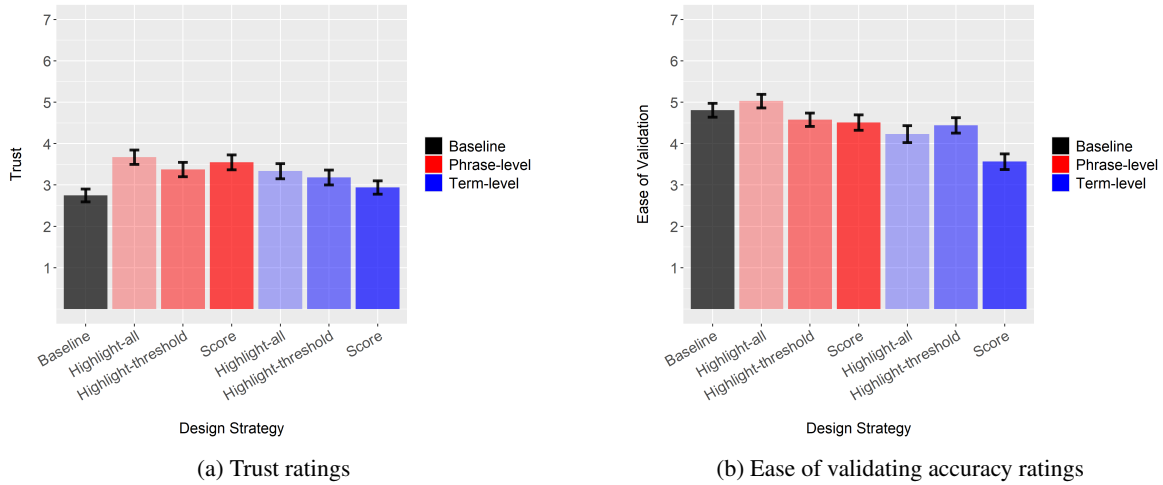 7
6
5
4
3
2
1
Trust
Baseline
Highlight-all
Highlight-threshold
Score
Highlight-all
Highlight-threshold
Score
Design Strategy
Baseline
Phrase-level
Term-level
(a) Trust ratings
7
6
5
4
3
2
1
Ease of Validation
Baseline
Highlight-all
Highlight-threshold
Score
Highlight-all
Highlight-threshold
Score
Design Strategy
Baseline
Phrase-level
Term-level
(b) Ease of validating accuracy ratings